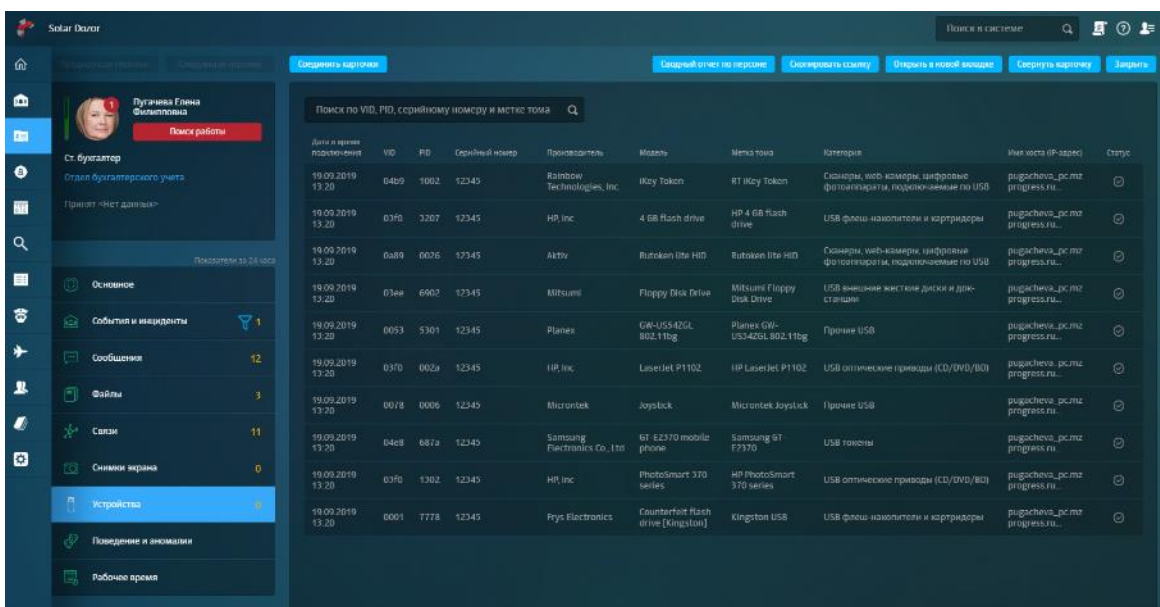 Solar Dozor
Поиск в системе
Соединить карточки
Сводный отчет по персоне
Скопировать ссылку
Открыть в новой вкладке
Свернуть карточку
Закрыть
1
Пугачева Елена
Филипповна
Поиск работы
Ст. бухгалтер
Отдел бухгалтерского учета
Принят <Нет данных>
Показатели за 24 часа
Основное
События и инциденты 1
Сообщения 12
Файлы 3
Связи 11
Снимки экрана 0
Устройства 0
Поведение и аномалии
Рабочее время
Поиск по VID, PID, серийному номеру и метке тома
Дата и время
подключения VID PID Серийный номер Производитель Модель Метка тома Категория Имя хоста (IP-адрес) Статус
19.09.2019 Rainbow Сканеры, web-камеры, цифровые pugacheva_pc.mz
13:20 04b9 1002 12345 Technologies, Inc. iKey Token RT iKey Token фотоаппараты, подключаемые по USB progress.ru...
19.09.2019 HP 4 GB flash pugacheva_pc.mz
13:20 03f0 3207 12345 HP, Inc 4 GB flash drive drive USB флеш-накопители и картридеры progress.ru...
19.09.2019 Сканеры, web-камеры, цифровые pugacheva_pc.mz
13:20 0a89 0026 12345 Aktiv Rutoken lite HID Rutoken lite HID фотоаппараты, подключаемые по USB progress.ru...
19.09.2019 Mitsumi Floppy USB внешние жесткие диски и док- pugacheva_pc.mz
13:20 03ee 6902 12345 Mitsumi Floppy Disk Drive Disk Drive станции progress.ru...
19.09.2019 GW-US54ZGL Planex GW- pugacheva_pc.mz
13:20 0053 5301 12345 Planex 802.11bg US54ZGL 802.11bg Прочие USB progress.ru...
19.09.2019 pugacheva_pc.mz
13:20 03f0 002a 12345 HP, Inc LaserJet P1102 HP LaserJet P1102 USB оптические приводы (CD/DVD/BD) progress.ru...
19.09.2019 pugacheva_pc.mz
13:20 0078 0006 12345 Microntek Joystick Microntek Joystick Прочие USB progress.ru...
19.09.2019 Samsung GT-E2370 mobile Samsung GT- pugacheva_pc.mz
13:20 04e8 687a 12345 Electronics Co., Ltd phone E2370 USB токены progress.ru...
19.09.2019 PhotoSmart 370 HP PhotoSmart pugacheva_pc.mz
13:20 03f0 1302 12345 HP, Inc series 370 series USB оптические приводы (CD/DVD/BD) progress.ru...
19.09.2019 Counterfeit flash pugacheva_pc.mz
13:20 0001 7778 12345 Frys Electronics drive [Kingston] Kingston USB USB флеш-накопители и картридеры progress.ru...